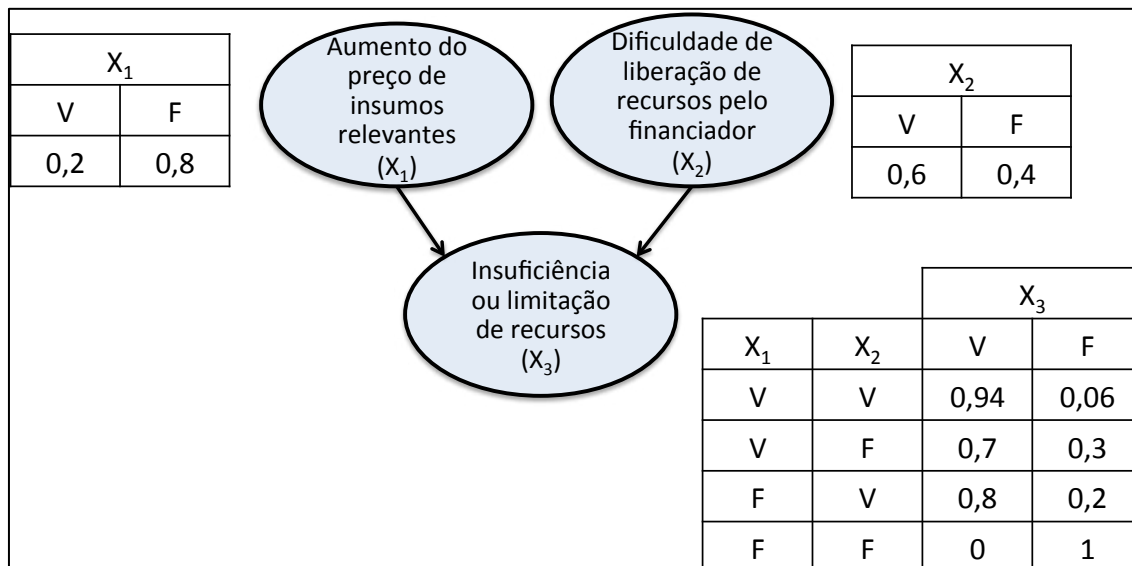 X₁
V F
0,2 0,8
Aumento do
preço de
insumos
relevantes
(X₁)
Dificuldade de
liberação de
recursos pelo
financiador
(X₂)
X₂
V F
0,6 0,4
Insuficiência
ou limitação
de recursos
(X₃)
X₃
X₁ X₂ V F
V V 0,94 0,06
V F 0,7 0,3
F V 0,8 0,2
F F 0 1